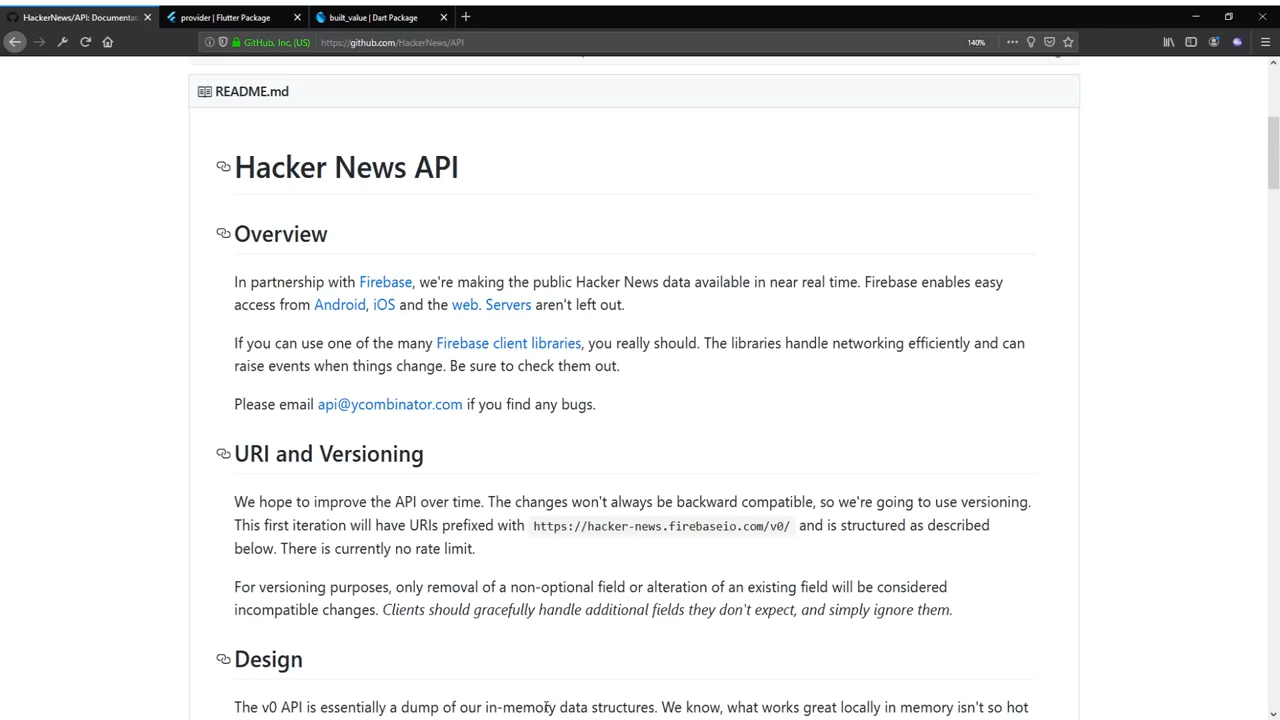 HackerNews/API: Documentat
provider | Flutter Package
built_value | Dart Package
GitHub, Inc. (US)
https://github.com/HackerNews/API
140%
README.md
Hacker News API
Overview
In partnership with Firebase, we're making the public Hacker News data available in near real time. Firebase enables easy
access from Android, iOS and the web. Servers aren't left out.
If you can use one of the many Firebase client libraries, you really should. The libraries handle networking efficiently and can
raise events when things change. Be sure to check them out.
Please email api@ycombinator.com if you find any bugs.
URI and Versioning
We hope to improve the API over time. The changes won't always be backward compatible, so we're going to use versioning.
This first iteration will have URIs prefixed with https://hacker-news.firebaseio.com/v0/ and is structured as described
below. There is currently no rate limit.
For versioning purposes, only removal of a non-optional field or alteration of an existing field will be considered
incompatible changes. Clients should gracefully handle additional fields they don't expect, and simply ignore them.
Design
The v0 API is essentially a dump of our in-memory data structures. We know, what works great locally in memory isn't so hot